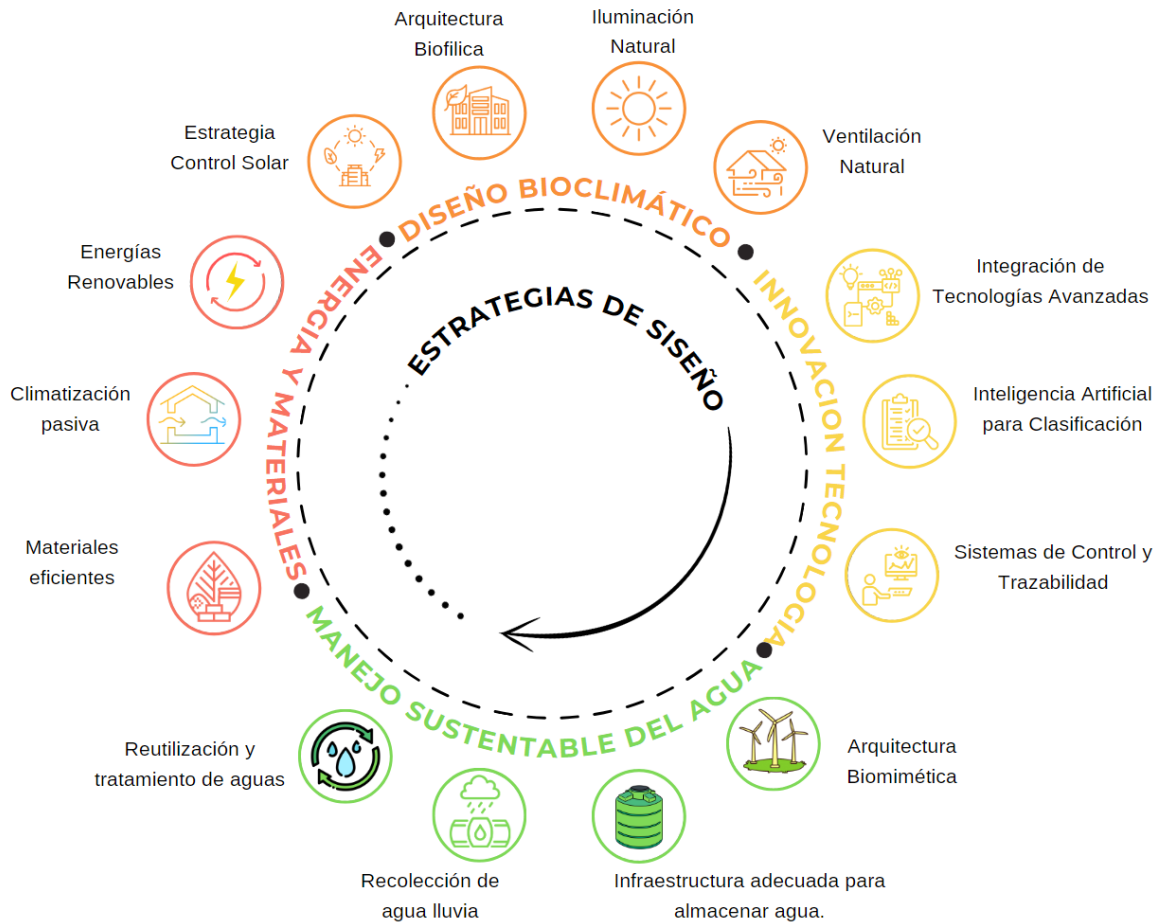 Arquitectura
Biofilica
Iluminación
Natural
Estrategia
Control Solar
Ventilación
Natural
DISEÑO BIOCLIMÁTICO
Energías
Renovables
Climatización
pasiva
Materiales
eficientes
ENERGIA Y MATERIALES
ESTRATEGIAS DE SISEÑO
INNOVACION TECNOLOGIA
Integración de
Tecnologías Avanzadas
Inteligencia Artificial
para Clasificación
Sistemas de Control y
Trazabilidad
MANEJO SUSTENTABLE DEL AGUA
Reutilización y
tratamiento de aguas
Recolección de
agua lluvia
Infraestructura adecuada para
almacenar agua.
Arquitectura
Biomimética